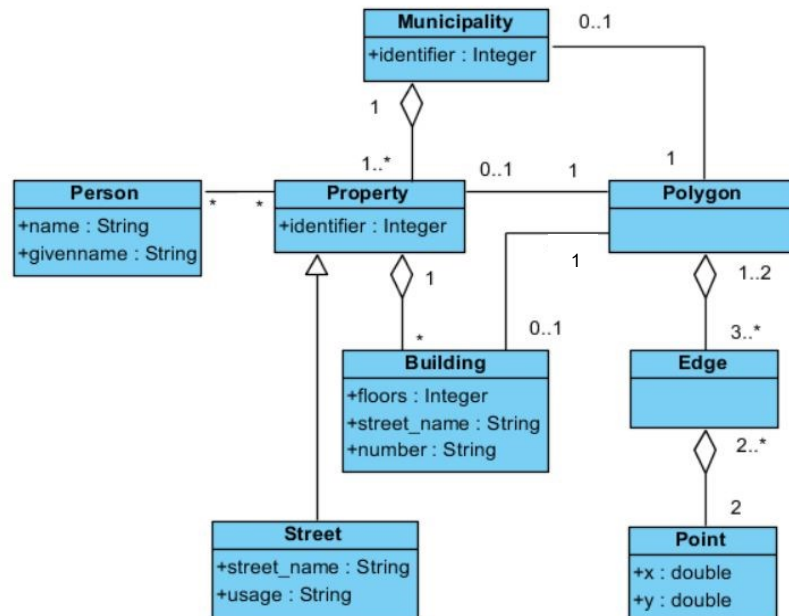 Municipality
+identifier : Integer
0..1
1
1..*
1
Person
+name : String
+givenname : String
*
*
Property
+identifier : Integer
0..1
1
Polygon
1
*
1
0..1
1..2
3..*
Building
+floors : Integer
+street_name : String
+number : String
Edge
2..*
2
Street
+street_name : String
+usage : String
Point
+x : double
+y : double